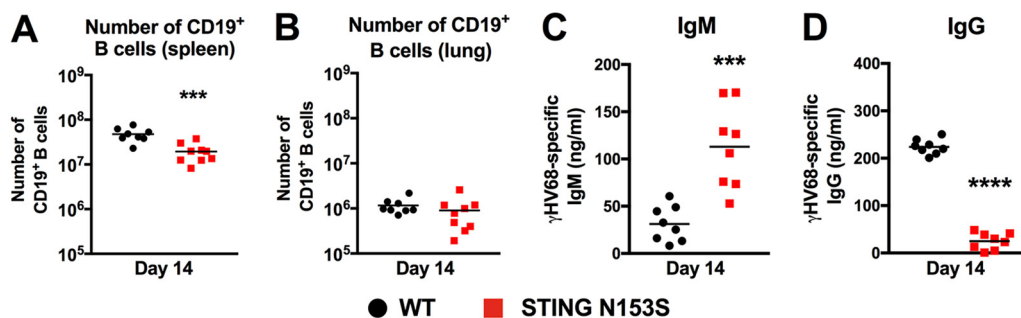 A
Number of CD19⁺
B cells (spleen)
Number of
CD19⁺ B cells
10⁹
10⁸
10⁷
10⁶
10⁵
***
Day 14
B
Number of CD19⁺
B cells (lung)
Number of
CD19⁺ B cells
10⁹
10⁸
10⁷
10⁶
10⁵
Day 14
C
IgM
γHV68-specific
IgM (ng/ml)
200
150
100
50
0
***
Day 14
D
IgG
γHV68-specific
IgG (ng/ml)
400
300
200
100
0
****
Day 14
WT
STING N153S